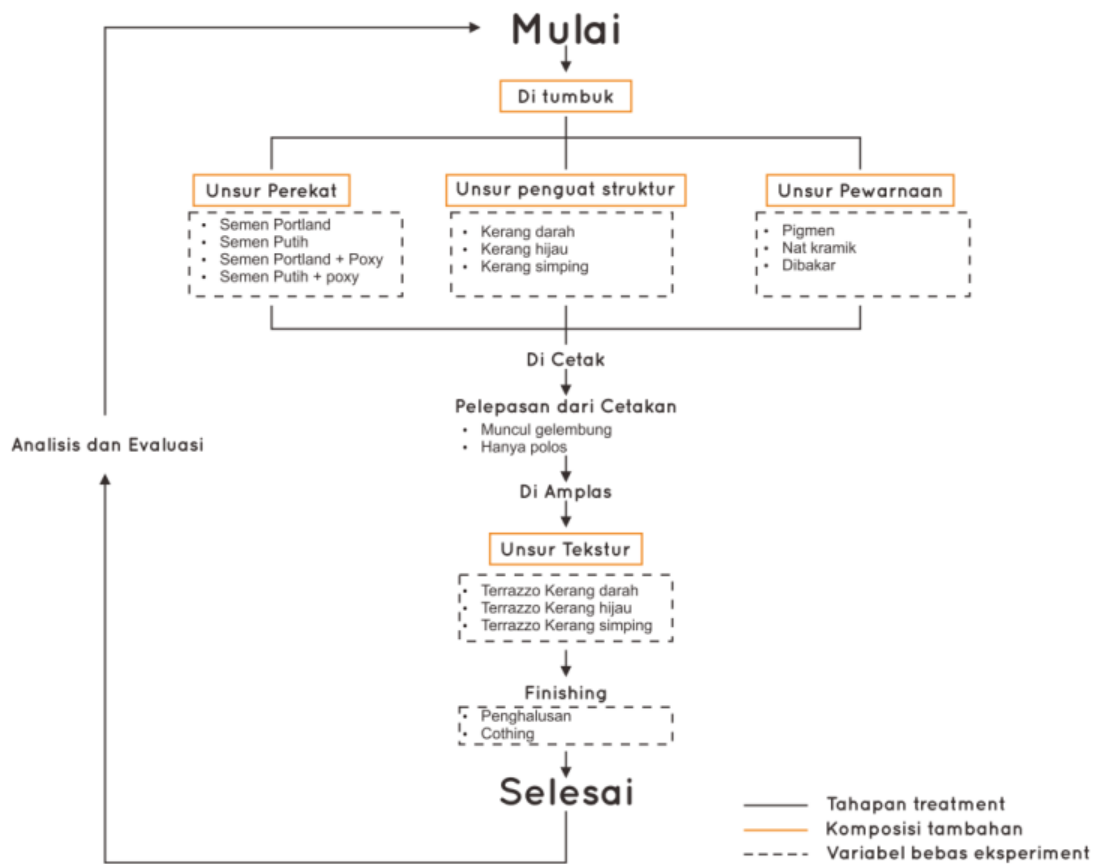 Mulai
Di tumbuk
Unsur Perekat
• Semen Portland
• Semen Putih
• Semen Portland + Poxy
• Semen Putih + poxy
Unsur penguat struktur
• Kerang darah
• Kerang hijau
• Kerang simping
Unsur Pewarnaan
• Pigmen
• Nat kramik
• Dibakar
Di Cetak
Pelepasan dari Cetakan
• Muncul gelembung
• Hanya polos
Analisis dan Evaluasi
Di Amplas
Unsur Tekstur
• Terrazzo Kerang darah
• Terrazzo Kerang hijau
• Terrazzo Kerang simping
Finishing
• Penghalusan
• Cothing
Selesai
Tahapan treatment
Komposisi tambahan
Variabel bebas eksperiment